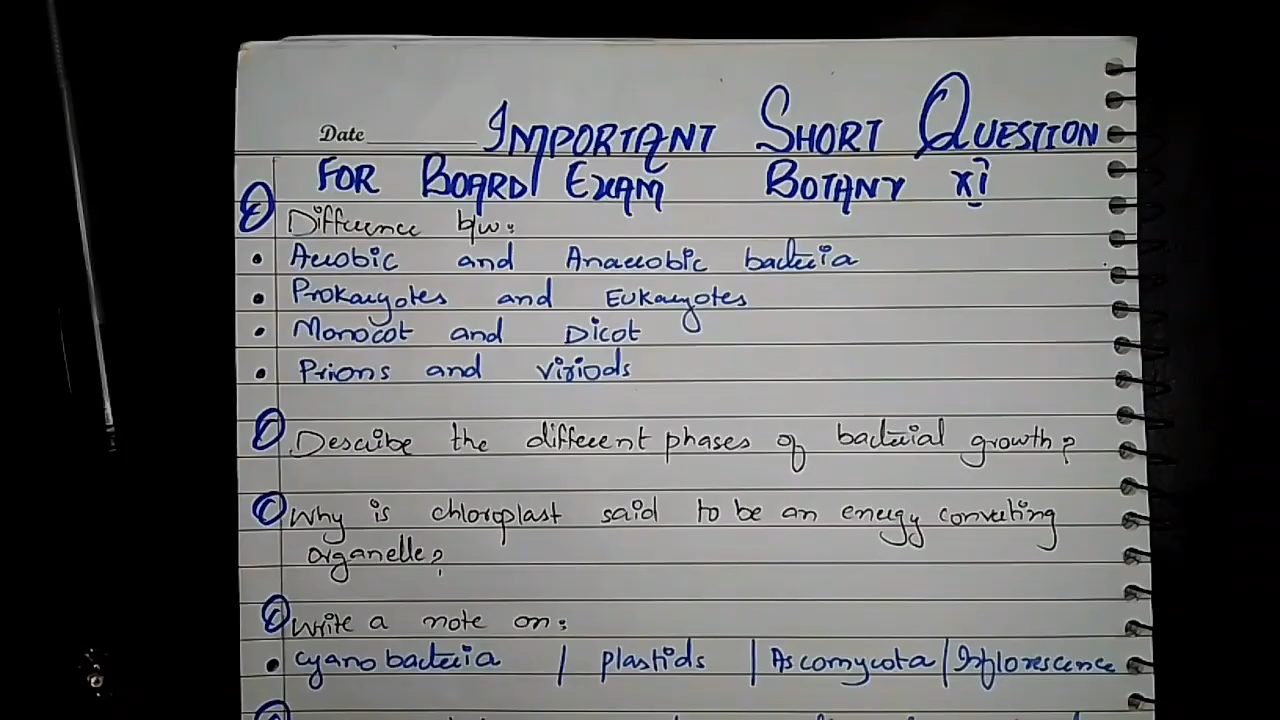 Date IMPORTANT SHORT QUESTION
FOR BOARD EXAM BOTANY XI
Q Difference b/w:
• Aerobic and Anaerobic bacteria
• Prokaryotes and Eukaryotes
• Monocot and Dicot
• Prions and Viriods
Q Describe the different phases of bacterial growth?
Q Why is chloroplast said to be an energy converting
organelle?
Q Write a note on:
• Cyanobacteria / plastids / Ascomycota / Inflorescence